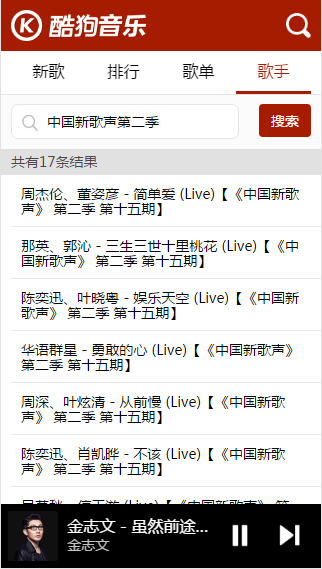 酷狗音乐
新歌 排行 歌单 歌手
中国新歌声第二季 搜索
共有17条结果
周杰伦、董姿彦 - 简单爱 (Live)【《中国新歌
声》 第二季 第十五期】
那英、郭沁 - 三生三世十里桃花 (Live)【《中
国新歌声》 第二季 第十五期】
陈奕迅、叶晓粤 - 娱乐天空 (Live)【《中国新
歌声》 第二季 第十五期】
华语群星 - 勇敢的心 (Live)【《中国新歌声》
第二季 第十五期】
周深、叶炫清 - 从前慢 (Live)【《中国新歌
声》 第二季 第十五期】
陈奕迅、肖凯晔 - 不该 (Live)【《中国新歌
声》 第二季 第十五期】
金志文 - 虽然前途...
金志文